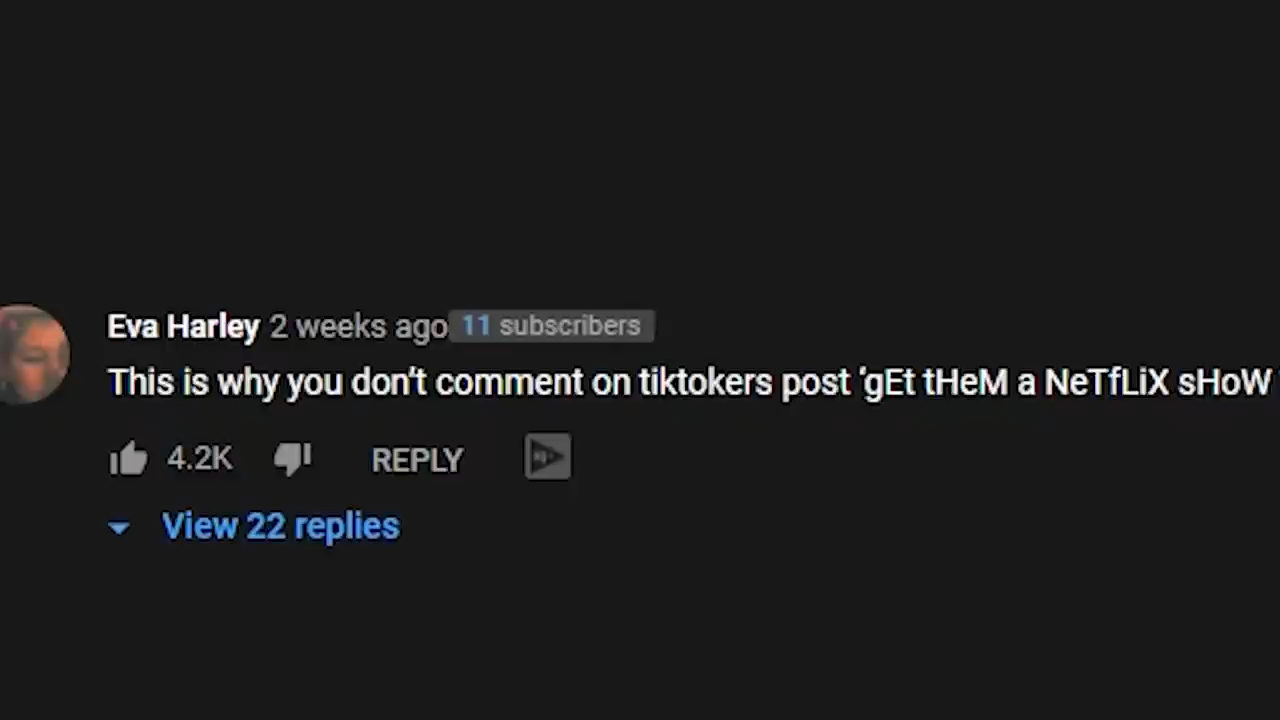 Eva Harley 2 weeks ago 11 subscribers
This is why you don't comment on tiktokers post 'gEt tHeM a NeTfLiX sHoW
4.2K REPLY
View 22 replies